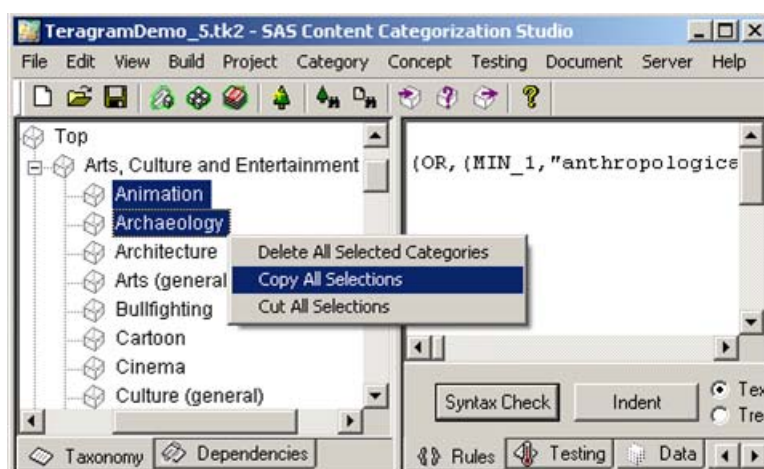 TeragramDemo_5.tk2 - SAS Content Categorization Studio
File Edit View Build Project Category Concept Testing Document Server Help
Top
Arts, Culture and Entertainment
(OR, (MIN_1,"anthropologica
Animation
Archaeology
Architecture
Delete All Selected Categories
Arts (general
Copy All Selections
Bullfighting
Cut All Selections
Cartoon
Cinema
Culture (general)
Syntax Check
Indent
Tex
Tre
Taxonomy
Dependencies
Rules
Testing
Data